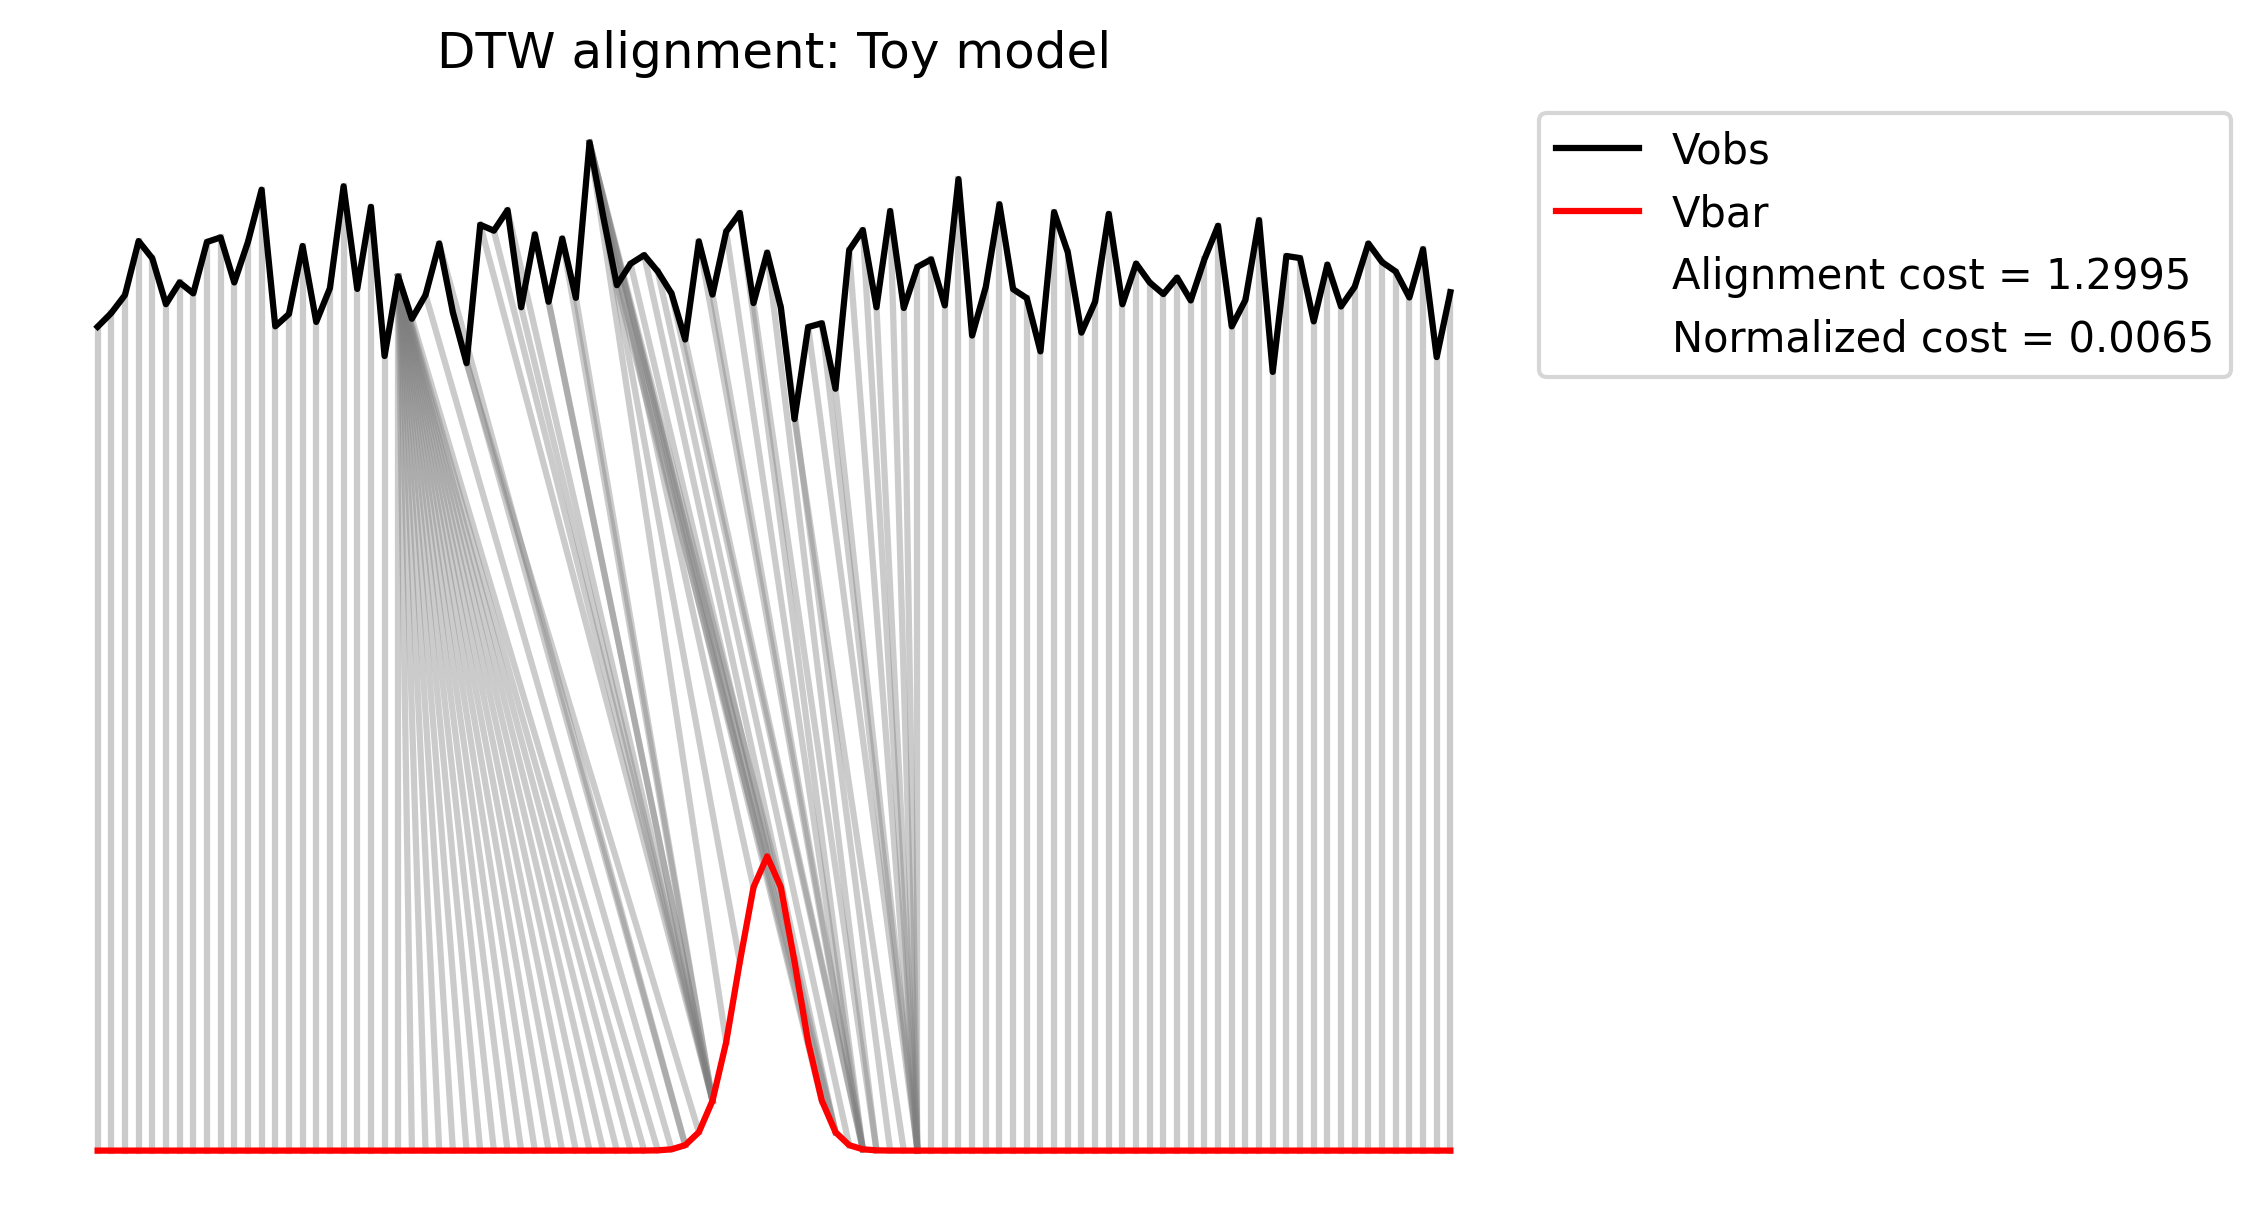 DTW alignment: Toy model
Vobs
Vbar
Alignment cost = 1.2995
Normalized cost = 0.0065